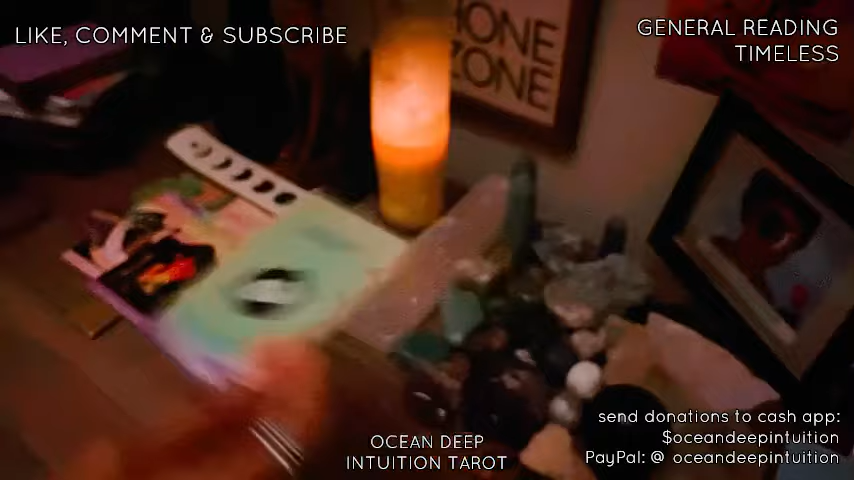 LIKE, COMMENT & SUBSCRIBE
GENERAL READING
TIMELESS
ZONE
send donations to cash app:
$oceandeepintuition
PayPal: @ oceandeepintuition
OCEAN DEEP
INTUITION TAROT